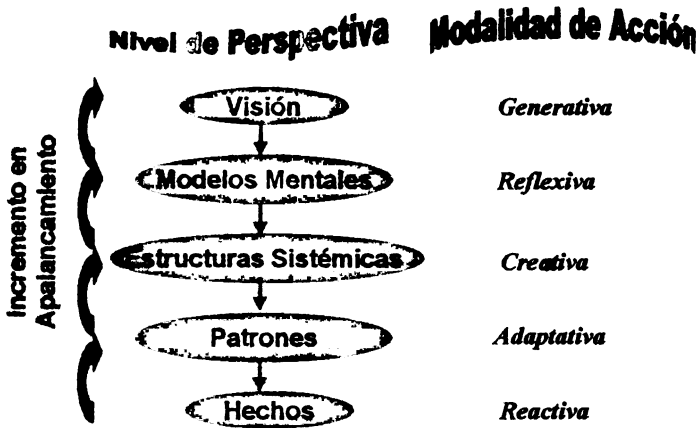 Nivel de Perspectiva
Modalidad de Acción
Incremento en
Apalancamiento
Visión
Generativa
Modelos Mentales
Reflexiva
Estructuras Sistémicas
Creativa
Patrones
Adaptativa
Hechos
Reactiva